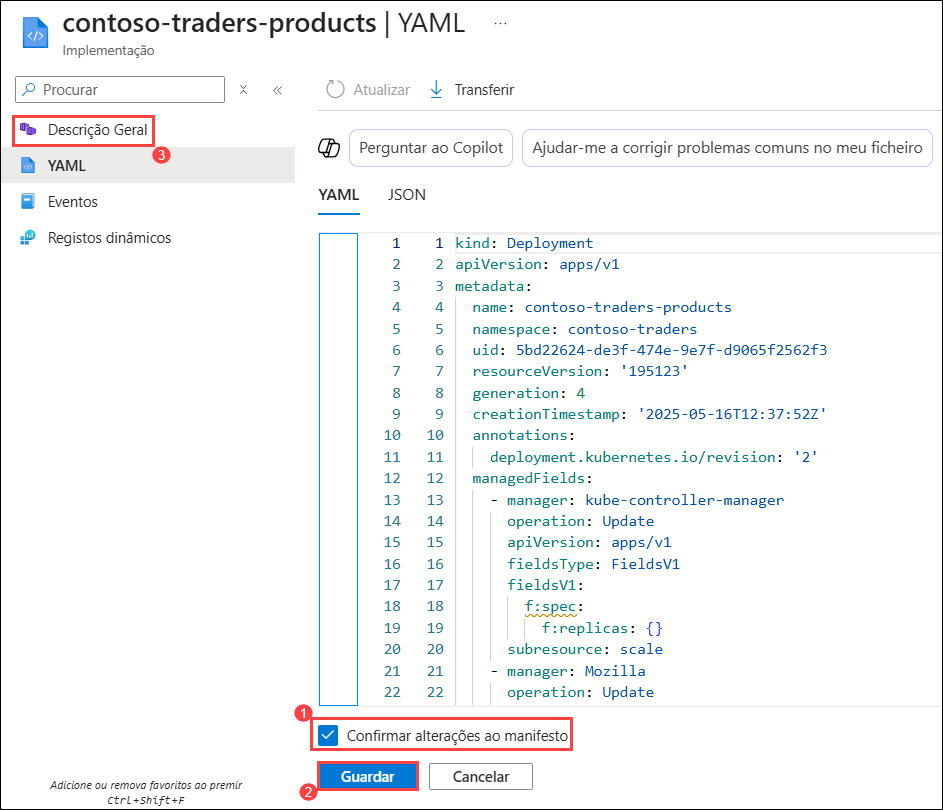 contoso-traders-products | YAML ...
Implementação
Procurar
Atualizar
Transferir
Descrição Geral
3
YAML
Eventos
Registos dinâmicos
Perguntar ao Copilot
Ajudar-me a corrigir problemas comuns no meu ficheiro
YAML JSON
1 1 kind: Deployment
2 2 apiVersion: apps/v1
3 3 metadata:
4 4 name: contoso-traders-products
5 5 namespace: contoso-traders
6 6 uid: 5bd22624-de3f-474e-9e7f-d9065f2562f3
7 7 resourceVersion: '195123'
8 8 generation: 4
9 9 creationTimestamp: '2025-05-16T12:37:52Z'
10 10 annotations:
11 11 deployment.kubernetes.io/revision: '2'
12 12 managedFields:
13 13 - manager: kube-controller-manager
14 14 operation: Update
15 15 apiVersion: apps/v1
16 16 fieldsType: FieldsV1
17 17 fieldsV1:
18 18 f:spec:
19 19 f:replicas: {}
20 20 subresource: scale
21 21 - manager: Mozilla
22 22 operation: Update
1
Confirmar alterações ao manifesto
2
Guardar Cancelar
Adicione ou remova favoritos ao premir
Ctrl+Shift+F